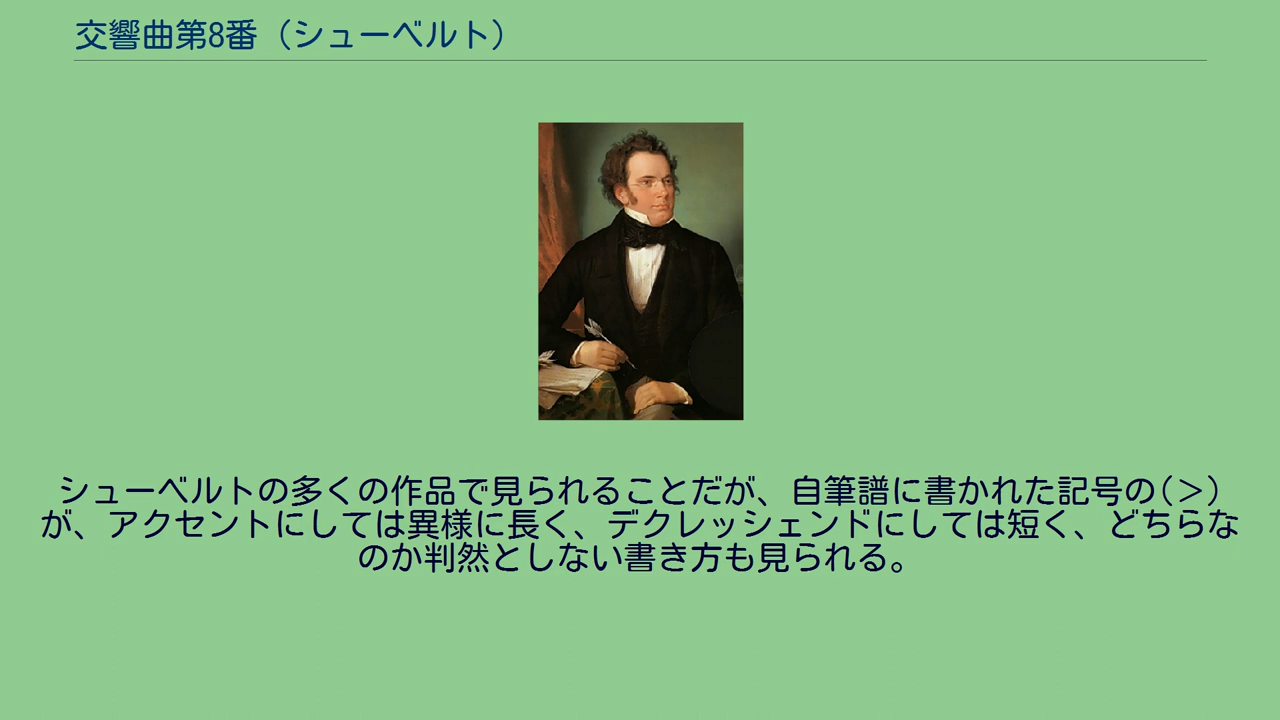 交響曲第8番（シューベルト）
シューベルトの多くの作品で見られることだが、自筆譜に書かれた記号の（＞）
が、アクセントにしては異様に長く、デクレッシェンドにしては短く、どちらな
のか判然としない書き方も見られる。